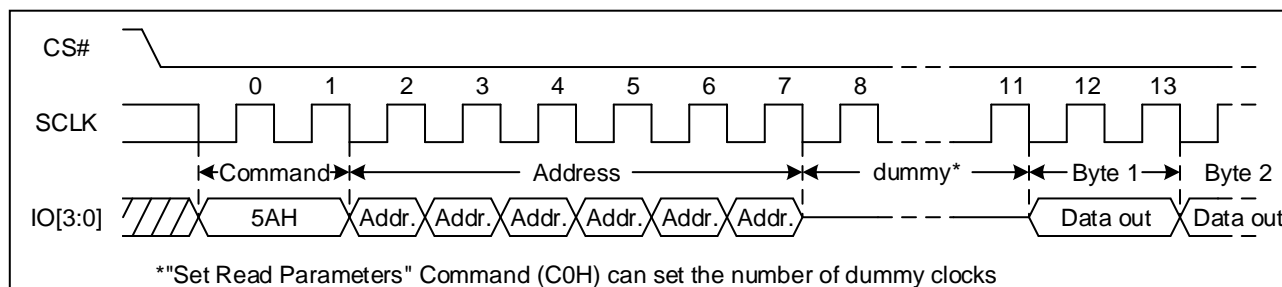 CS#
0 1 2 3 4 5 6 7 8 11 12 13
SCLK
Command Address dummy* Byte 1 Byte 2
IO[3:0] 5AH Addr. Addr. Addr. Addr. Addr. Addr. Data out Data out
*"Set Read Parameters" Command (C0H) can set the number of dummy clocks